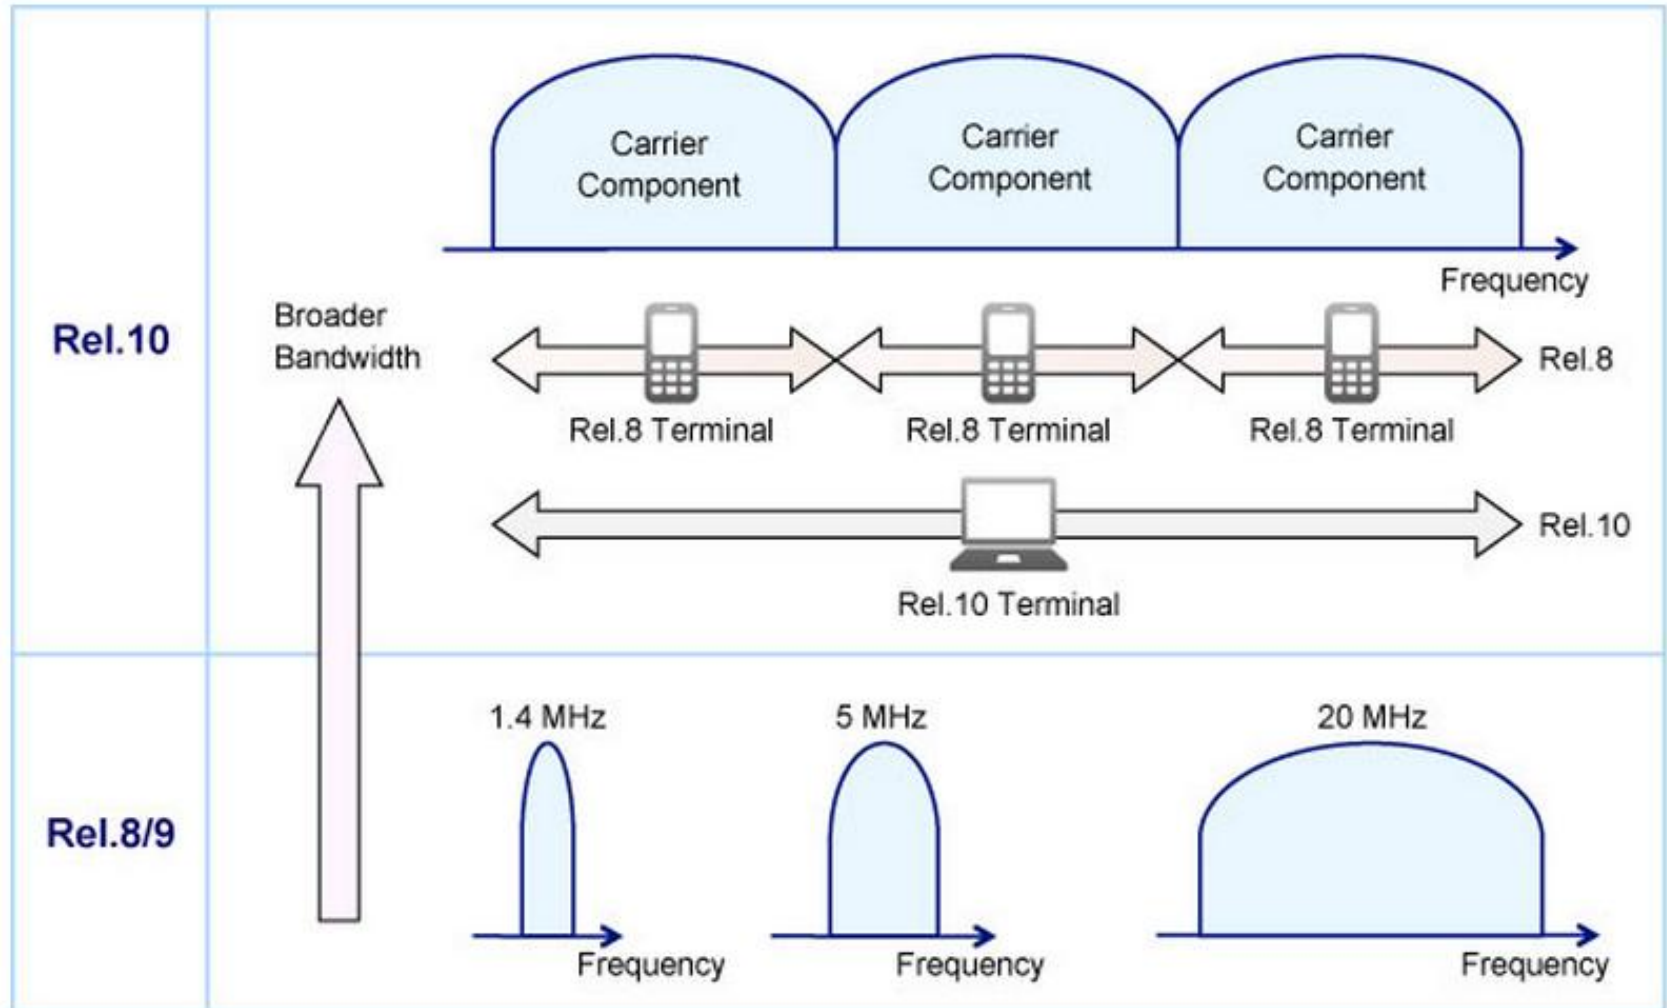 Carrier
Component
Carrier
Component
Carrier
Component
Frequency
Rel.10
Broader
Bandwidth
Rel.8
Rel.8 Terminal
Rel.8 Terminal
Rel.8 Terminal
Rel.10
Rel.10 Terminal
Rel.8/9
1.4 MHz
5 MHz
20 MHz
Frequency
Frequency
Frequency